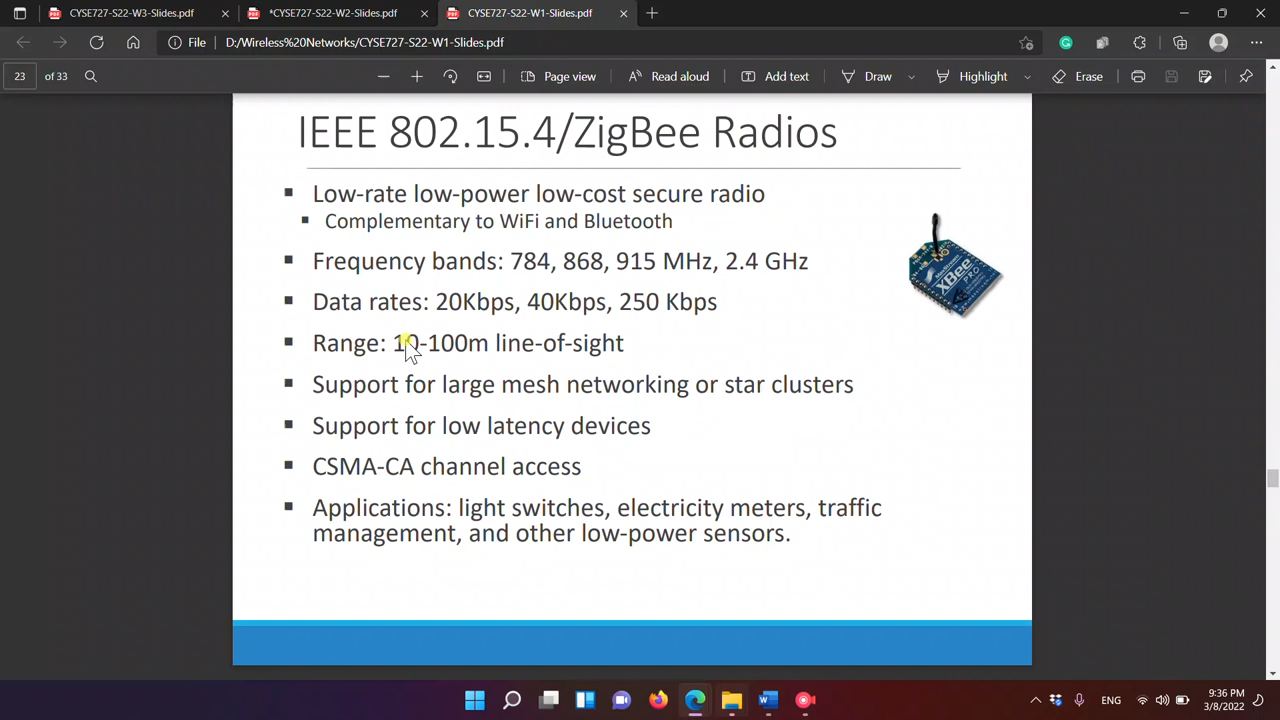 CYSE727-S22-W3-Slides.pdf
*CYSE727-S22-W2-Slides.pdf
CYSE727-S22-W1-Slides.pdf
File D:/Wireless%20Networks/CYSE727-S22-W1-Slides.pdf
23 of 33 Page view Read aloud Add text Draw Highlight Erase
IEEE 802.15.4/ZigBee Radios
Low-rate low-power low-cost secure radio
Complementary to WiFi and Bluetooth
Frequency bands: 784, 868, 915 MHz, 2.4 GHz
Data rates: 20Kbps, 40Kbps, 250 Kbps
Range: 10-100m line-of-sight
Support for large mesh networking or star clusters
Support for low latency devices
CSMA-CA channel access
Applications: light switches, electricity meters, traffic
management, and other low-power sensors.
XBee
PRO
ENG
9:36 PM
3/8/2022